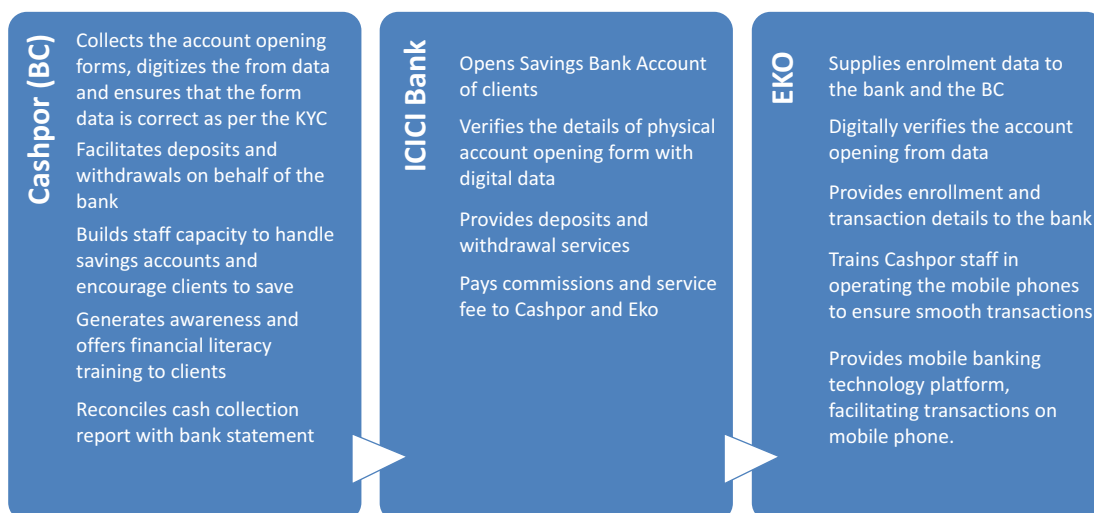 Cashpor (BC)
Collects the account opening
forms, digitizes the from data
and ensures that the form
data is correct as per the KYC
Facilitates deposits and
withdrawals on behalf of the
bank
Builds staff capacity to handle
savings accounts and
encourage clients to save
Generates awareness and
offers financial literacy
training to clients
Reconciles cash collection
report with bank statement
ICICI Bank
Opens Savings Bank Account
of clients
Verifies the details of physical
account opening form with
digital data
Provides deposits and
withdrawal services
Pays commissions and service
fee to Cashpor and Eko
EKO
Supplies enrolment data to
the bank and the BC
Digitally verifies the account
opening from data
Provides enrollment and
transaction details to the bank
Trains Cashpor staff in
operating the mobile phones
to ensure smooth transactions
Provides mobile banking
technology platform,
facilitating transactions on
mobile phone.